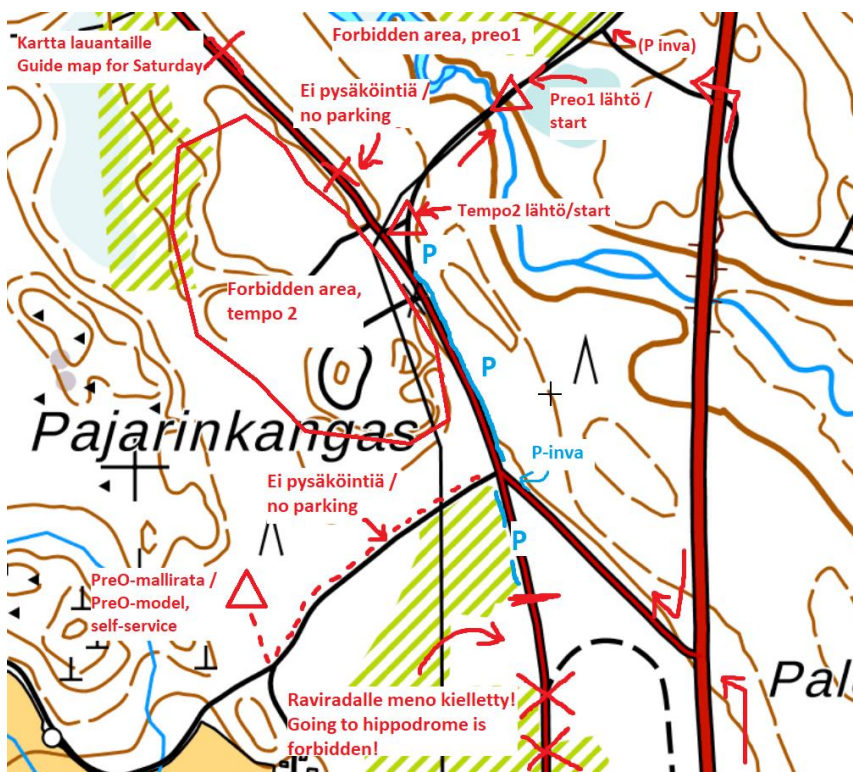 Kartta lauantaille
Guide map for Saturday
Forbidden area, preo1
(P inva)
Ei pysäköintiä /
no parking
Preo1 lähtö /
start
Tempo2 lähtö/start
P
Forbidden area,
tempo 2
P
Pajarinkangas
P-inva
Ei pysäköintiä /
no parking
P
PreO-mallirata /
PreO-model,
self-service
Raviradalle meno kielletty!
Going to hippodrome is
forbidden!